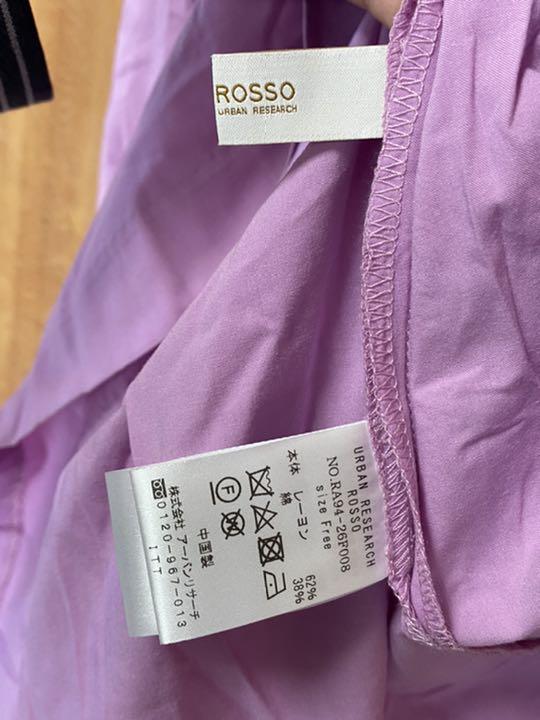 ROSSO
URBAN RESEARCH
URBAN RESEARCH
ROSSO
NO.RA94-26F008
size Free
本体 レーヨン 62%
綿 38%
F
中国製
株式会社 アーバンリサーチ
0120-967-013
ITT